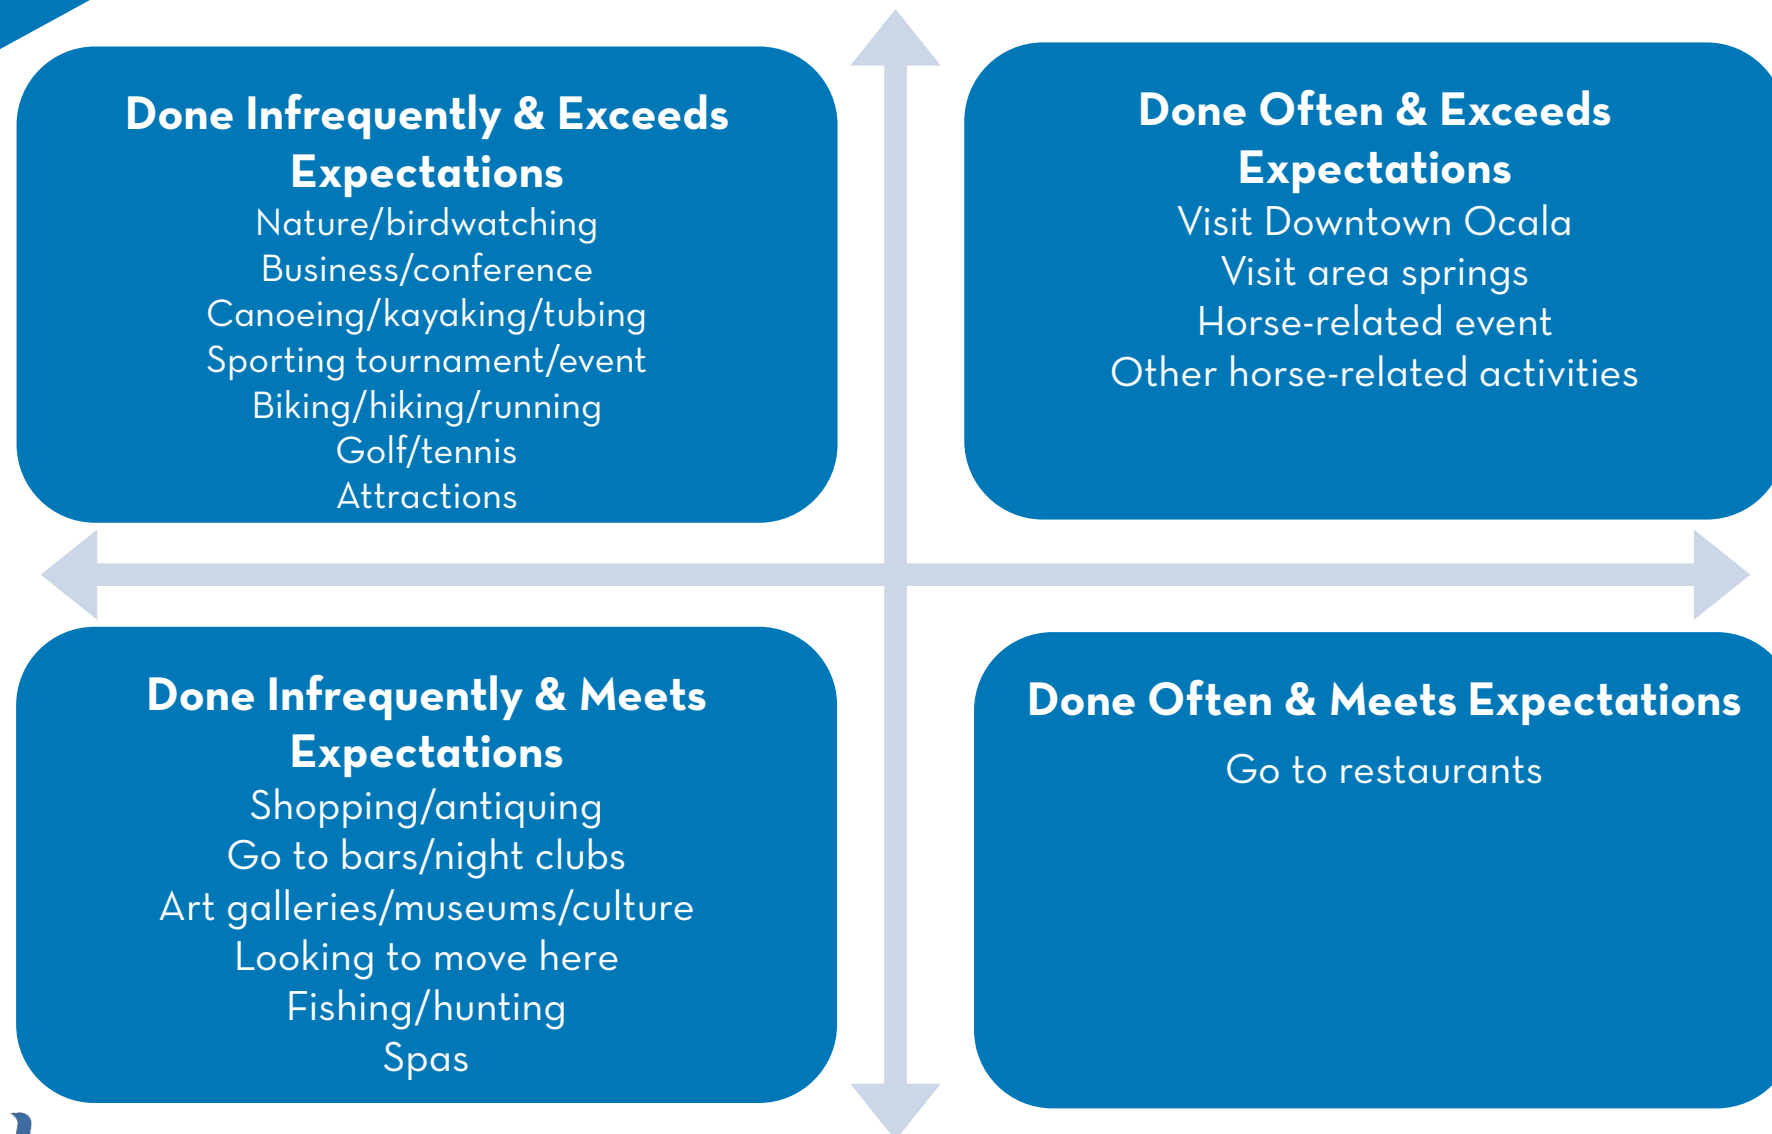 Done Infrequently & Exceeds
Expectations
Nature/birdwatching
Business/conference
Canoeing/kayaking/tubing
Sporting tournament/event
Biking/hiking/running
Golf/tennis
Attractions
Done Often & Exceeds
Expectations
Visit Downtown Ocala
Visit area springs
Horse-related event
Other horse-related activities
Done Infrequently & Meets
Expectations
Shopping/antiquing
Go to bars/night clubs
Art galleries/museums/culture
Looking to move here
Fishing/hunting
Spas
Done Often & Meets Expectations
Go to restaurants